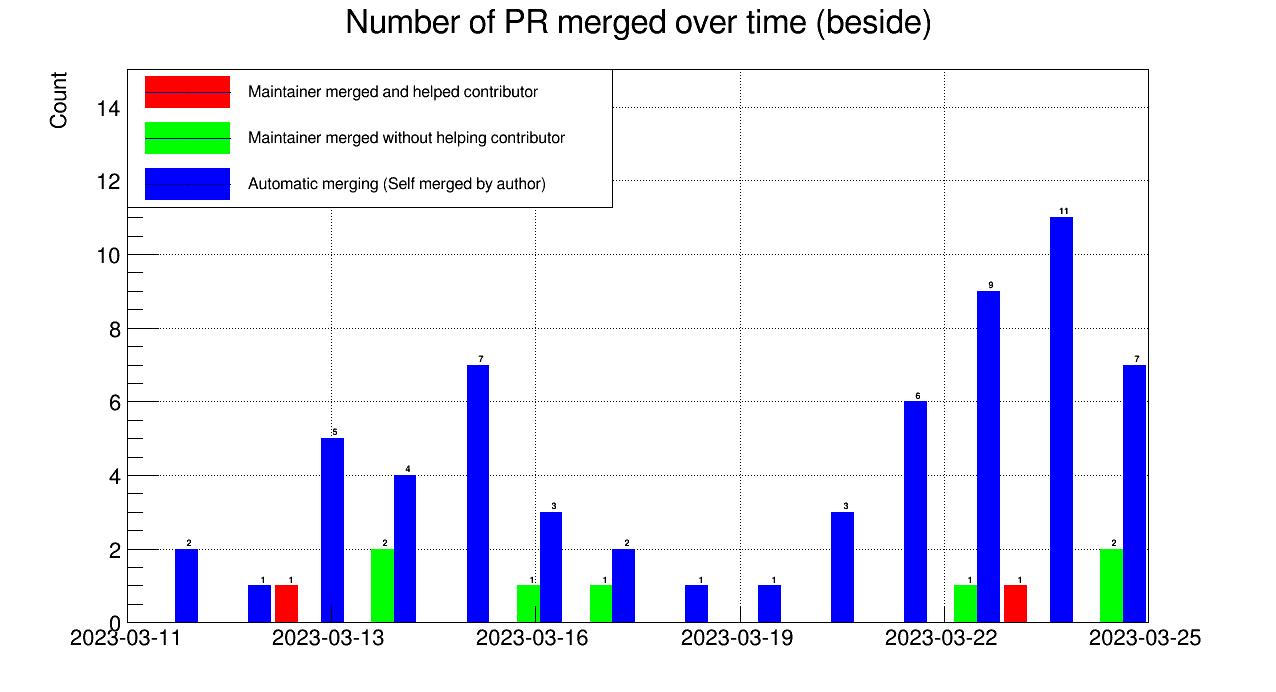 Number of PR merged over time (beside)
Count
Maintainer merged and helped contributor
Maintainer merged without helping contributor
Automatic merging (Self merged by author)
14
12
10
8
6
4
2
0
2 1 1 5 2 4 7 1 3 1 2 1 1 3 6 1 9 1 11 2 7
2023-03-11 2023-03-13 2023-03-16 2023-03-19 2023-03-22 2023-03-25